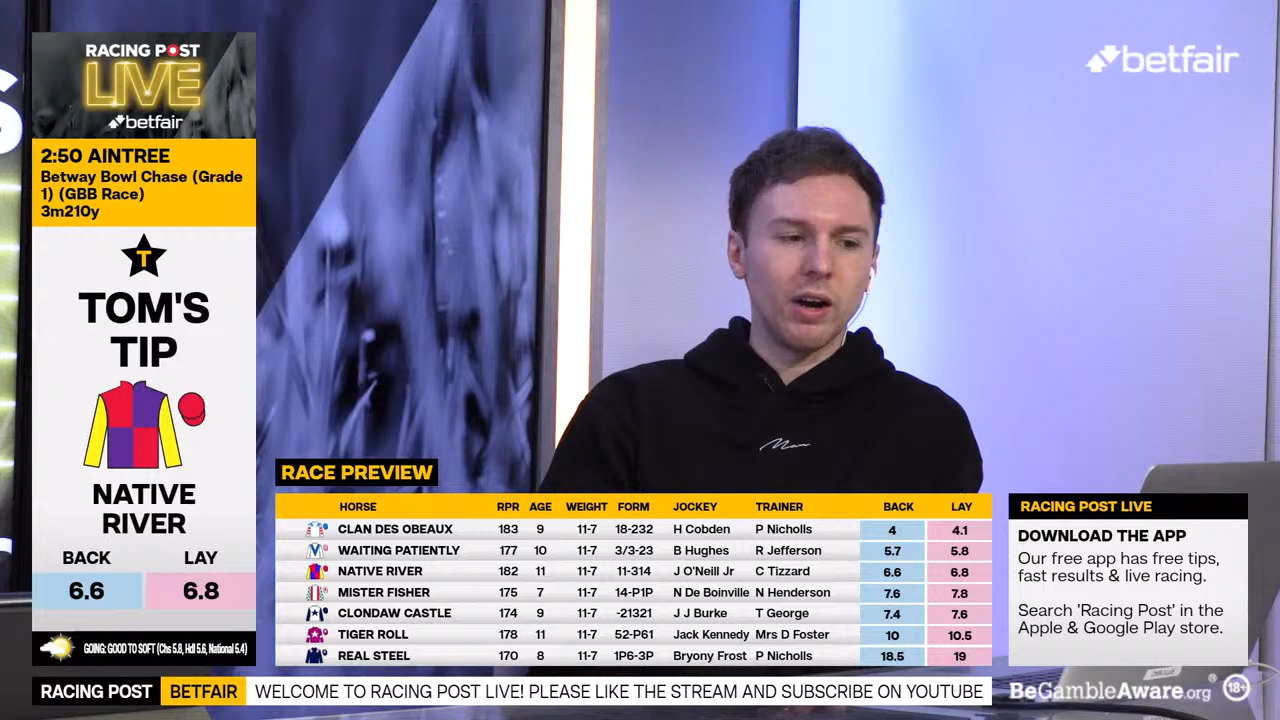 RACING POST
LIVE
betfair
2:50 AINTREE
Betway Bowl Chase (Grade
1) (GBB Race)
3m210y
T
TOM'S
TIP
NATIVE
RIVER
BACK LAY
6.6 6.8
GOING: GOOD TO SOFT (Chs 5.8, Hdl 5.6, National 5.4)
betfair
RACE PREVIEW
HORSE RPR AGE WEIGHT FORM JOCKEY TRAINER BACK LAY
CLAN DES OBEAUX 183 9 11-7 18-232 H Cobden P Nicholls 4 4.1
WAITING PATIENTLY 177 10 11-7 3/3-23 B Hughes R Jefferson 5.7 5.8
NATIVE RIVER 182 11 11-7 11-314 J O'Neill Jr C Tizzard 6.6 6.8
MISTER FISHER 175 7 11-7 14-P1P N De Boinville N Henderson 7.6 7.8
CLONDAW CASTLE 174 9 11-7 -21321 J J Burke T George 7.4 7.6
TIGER ROLL 178 11 11-7 52-P61 Jack Kennedy Mrs D Foster 10 10.5
REAL STEEL 170 8 11-7 1P6-3P Bryony Frost P Nicholls 18.5 19
RACING POST LIVE
DOWNLOAD THE APP
Our free app has free tips,
fast results & live racing.
Search 'Racing Post' in the
Apple & Google Play store.
RACING POST BETFAIR WELCOME TO RACING POST LIVE! PLEASE LIKE THE STREAM AND SUBSCRIBE ON YOUTUBE
BeGambleAware.org® 18+